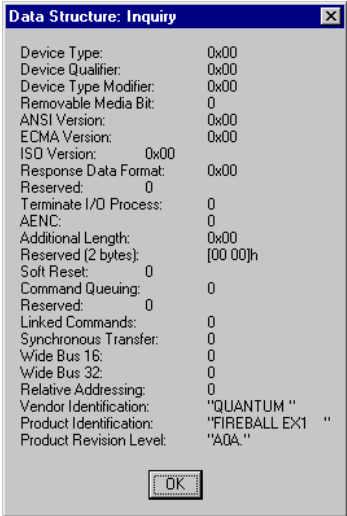 Data Structure: Inquiry
Device Type: 0x00
Device Qualifier: 0x00
Device Type Modifier: 0x00
Removable Media Bit: 0
ANSI Version: 0x00
ECMA Version: 0x00
ISO Version: 0x00
Response Data Format: 0x00
Reserved: 0
Terminate I/O Process: 0
AENC: 0
Additional Length: 0x00
Reserved (2 bytes): [00 00]h
Soft Reset: 0
Command Queuing: 0
Reserved: 0
Linked Commands: 0
Synchronous Transfer: 0
Wide Bus 16: 0
Wide Bus 32: 0
Relative Addressing: 0
Vendor Identification: "QUANTUM "
Product Identification: "FIREBALL EX1    "
Product Revision Level: "A0A."
OK